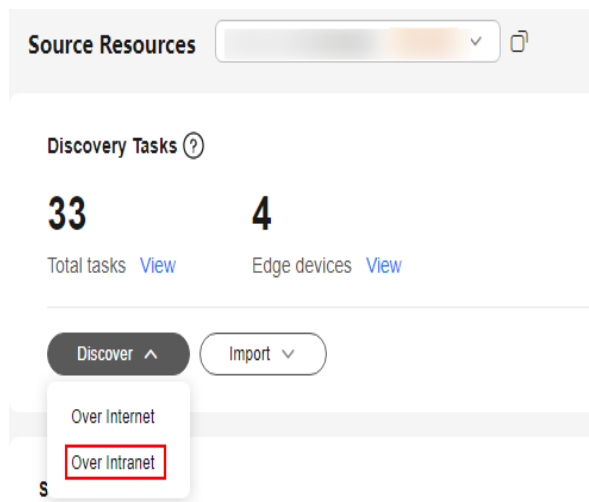 Source Resources
Discovery Tasks ?
33
4
Total tasks View
Edge devices View
Discover
Import
Over Internet
Over Intranet
S